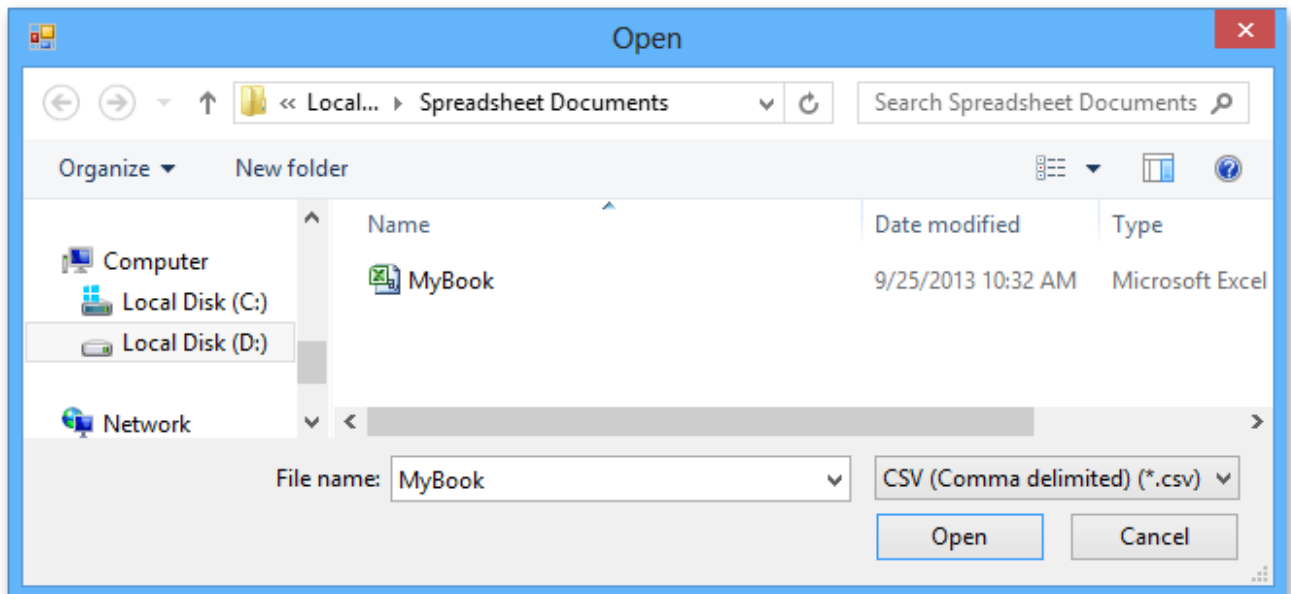 Open
« Local... Spreadsheet Documents Search Spreadsheet Documents
Organize New folder
Name Date modified Type
Computer
MyBook 9/25/2013 10:32 AM Microsoft Excel
Local Disk (C:)
Local Disk (D:)
Network
File name: MyBook CSV (Comma delimited) (*.csv)
Open Cancel